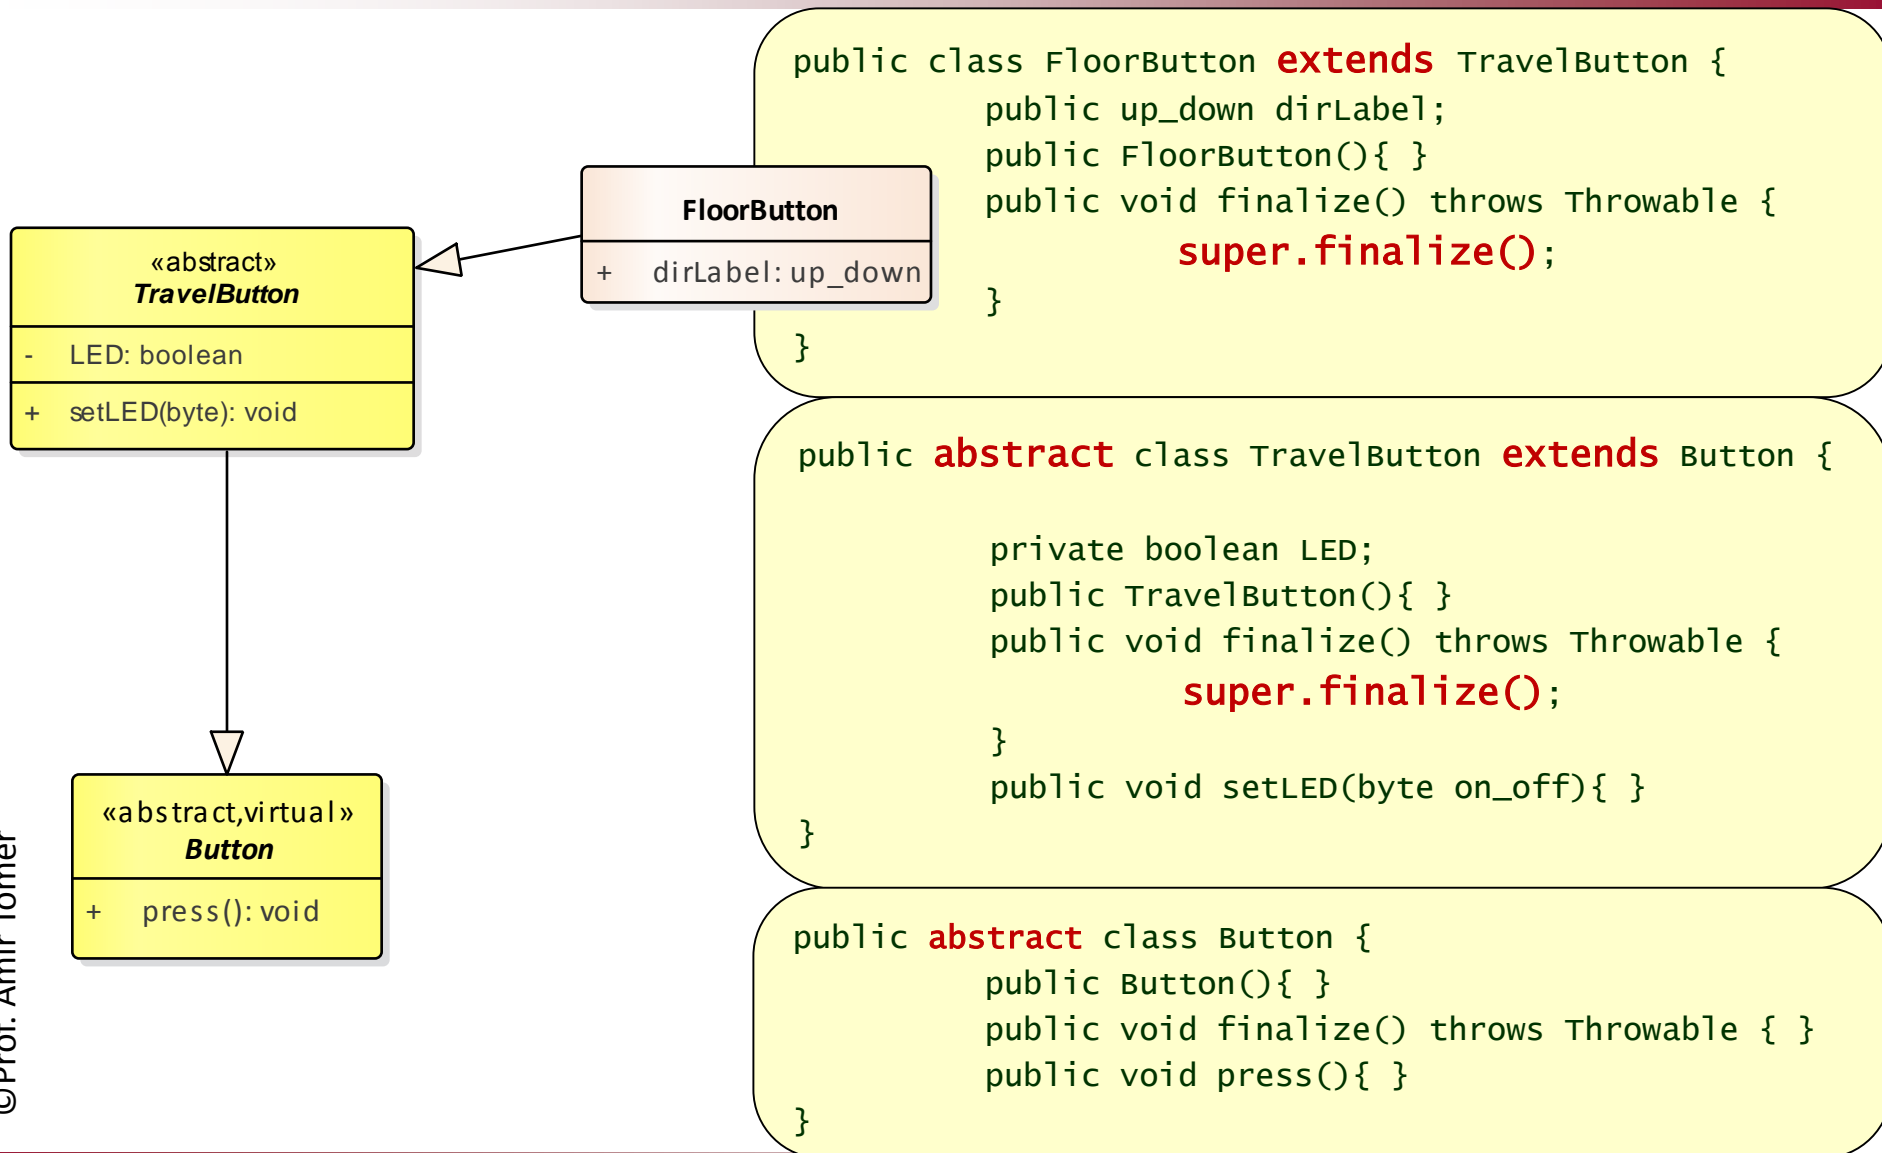 public class FloorButton extends TravelButton {
public up_down dirLabel;
public FloorButton(){ }
public void finalize() throws Throwable {
super.finalize();
}
}
FloorButton
+ dirLabel: up_down
«abstract»
TravelButton
- LED: boolean
+ setLED(byte): void
public abstract class TravelButton extends Button {
private boolean LED;
public TravelButton(){ }
public void finalize() throws Throwable {
super.finalize();
}
public void setLED(byte on_off){ }
}
«abstract,virtual»
Button
+ press(): void
public abstract class Button {
public Button(){ }
public void finalize() throws Throwable { }
public void press(){ }
}
©Prof. Amir Tomer